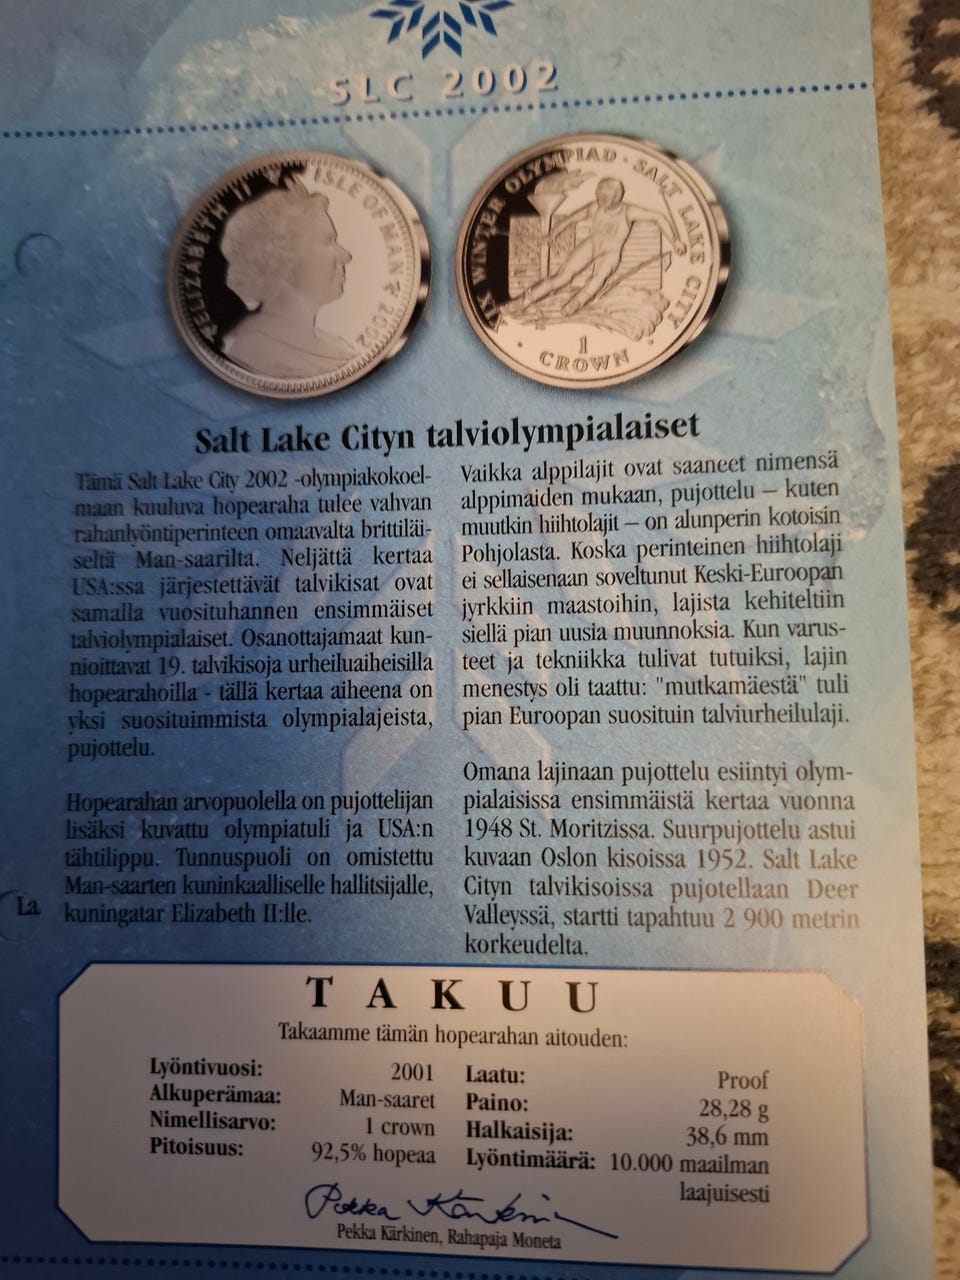 SLC 2002
ELIZABETH II ISLE OF MAN 2002
XIX WINTER OLYMPIAD · SALT LAKE CITY
1
CROWN
Salt Lake Cityn talviolympialaiset
Tämä Salt Lake City 2002 -olympiakokoel-
maan kuuluva hopearaha tulee vahvan
rahanlyöntiperinteen omaavalta brittiläi-
seltä Man-saarilta. Neljättä kertaa
USA:ssa järjestettävät talvikisat ovat
samalla vuosituhannen ensimmäiset
talviolympialaiset. Osanottajamaat kun-
nioittavat 19. talvikisoja urheiluaiheisilla
hopearahoilla - tällä kertaa aiheena on
yksi suosituimmista olympialajeista,
pujottelu.
Hopearahan arvopuolella on pujottelijan
lisäksi kuvattu olympiatuli ja USA:n
tähtilippu. Tunnuspuoli on omistettu
Man-saarten kuninkaalliselle hallitsijalle,
kuningatar Elizabeth II:lle.
La
Vaikka alppilajit ovat saaneet nimensä
alppimaiden mukaan, pujottelu – kuten
muutkin hiihtolajit – on alunperin kotoisin
Pohjolasta. Koska perinteinen hiihtolaji
ei sellaisenaan soveltunut Keski-Euroopan
jyrkkiin maastoihin, lajista kehiteltiin
siellä pian uusia muunnoksia. Kun varus-
teet ja tekniikka tulivat tutuiksi, lajin
menestys oli taattu: "mutkamäestä" tuli
pian Euroopan suosituin talviurheilulaji.
Omana lajinaan pujottelu esiintyi olym-
pialaisissa ensimmäistä kertaa vuonna
1948 St. Moritzissa. Suurpujottelu astui
kuvaan Oslon kisoissa 1952. Salt Lake
Cityn talvikisoissa pujotellaan Deer
Valleyssä, startti tapahtuu 2 900 metrin
korkeudelta.
TAKUU
Takaamme tämän hopearahan aitouden:
Lyöntivuosi: 2001
Alkuperämaa: Man-saaret
Nimellisarvo: 1 crown
Pitoisuus: 92,5% hopeaa
Laatu: Proof
Paino: 28,28 g
Halkaisija: 38,6 mm
Lyöntimäärä: 10.000 maailman
laajuisesti
Pekka Kärkinen
Pekka Kärkinen, Rahapaja Moneta